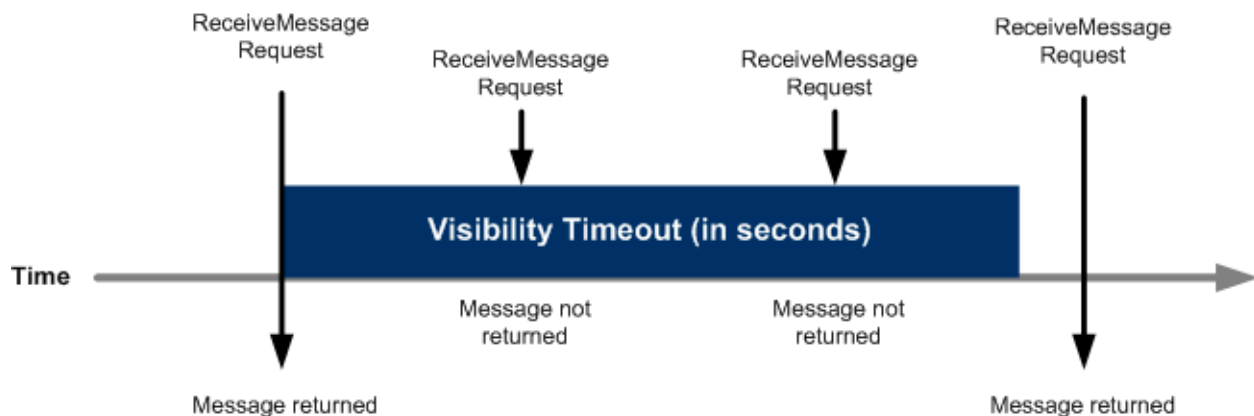 ReceiveMessage
Request
ReceiveMessage
Request
ReceiveMessage
Request
ReceiveMessage
Request
Visibility Timeout (in seconds)
Time
Message not
returned
Message not
returned
Message returned
Message returned